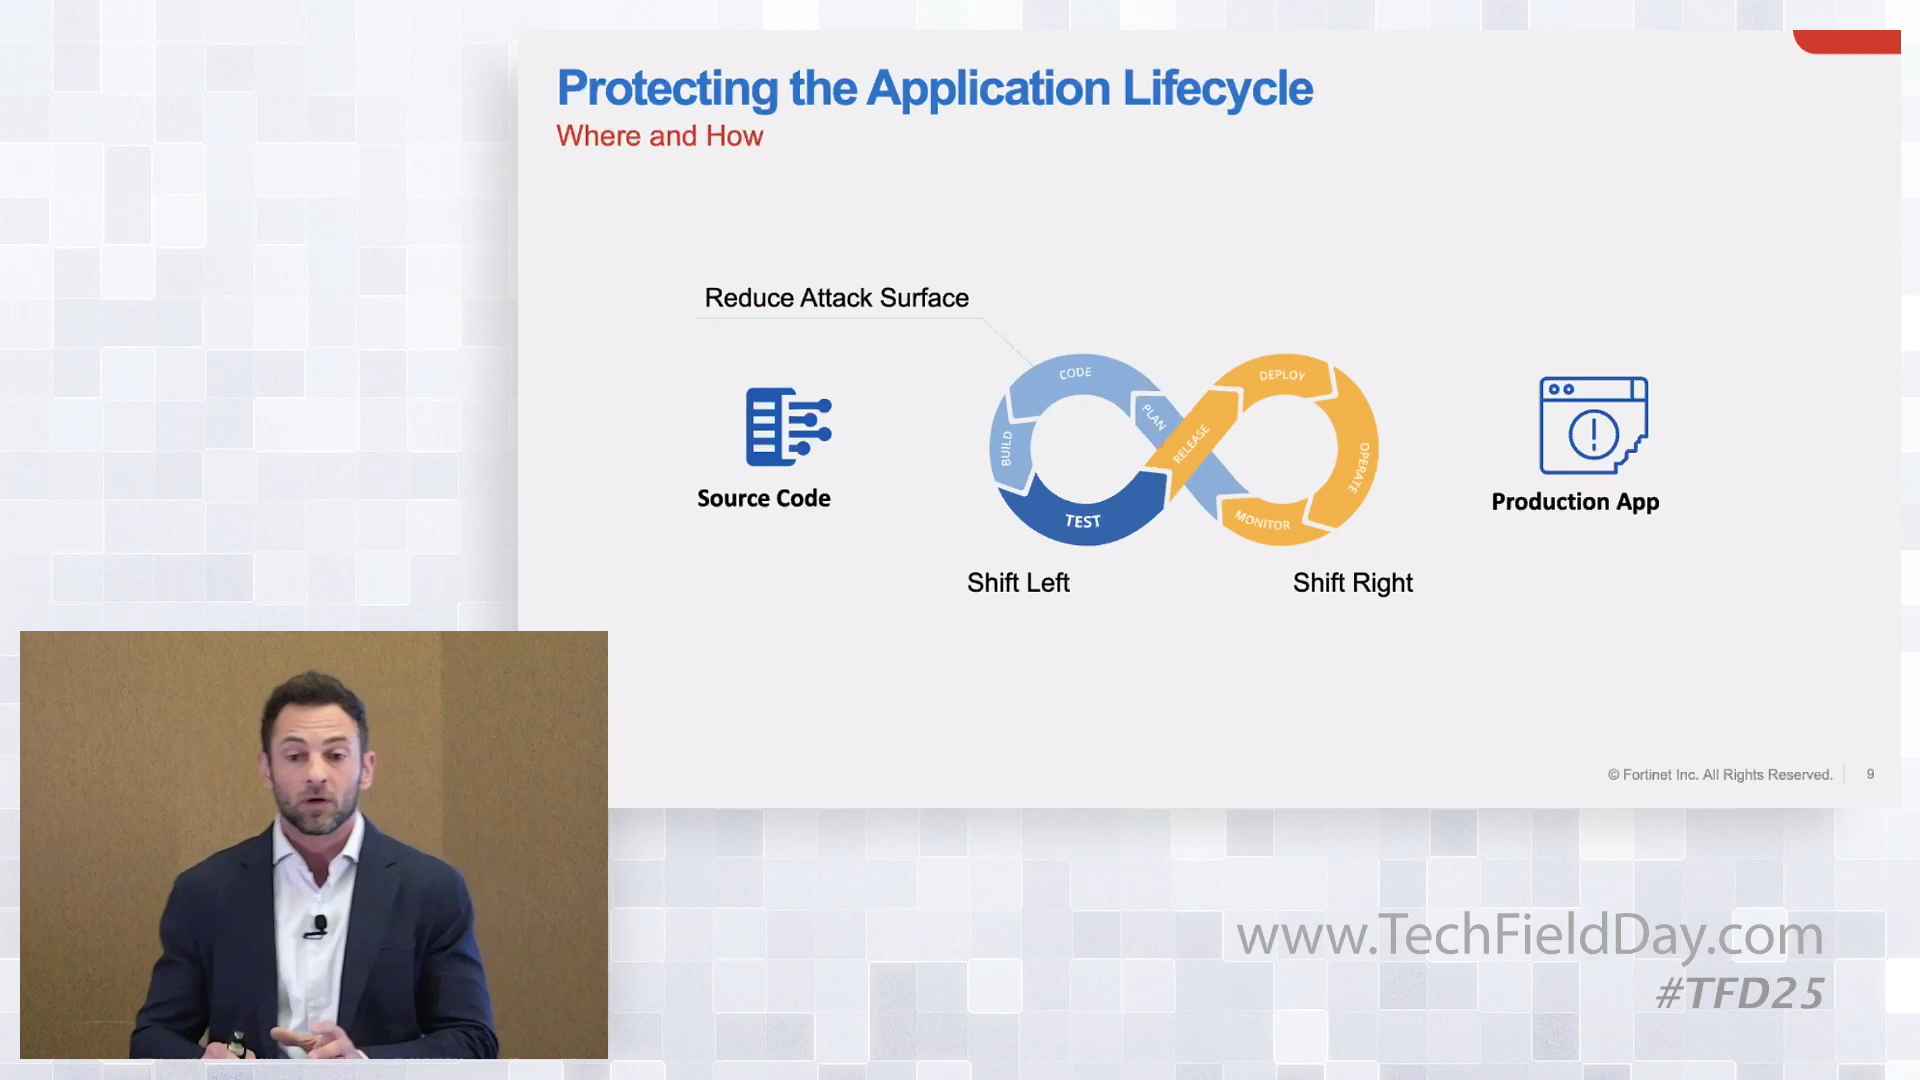 Protecting the Application Lifecycle
Where and How
Reduce Attack Surface
CODE
PLAN
BUILD
TEST
RELEASE
DEPLOY
OPERATE
MONITOR
Source Code
Production App
Shift Left
Shift Right
© Fortinet Inc. All Rights Reserved.
9
www.TechFieldDay.com
#TFD25